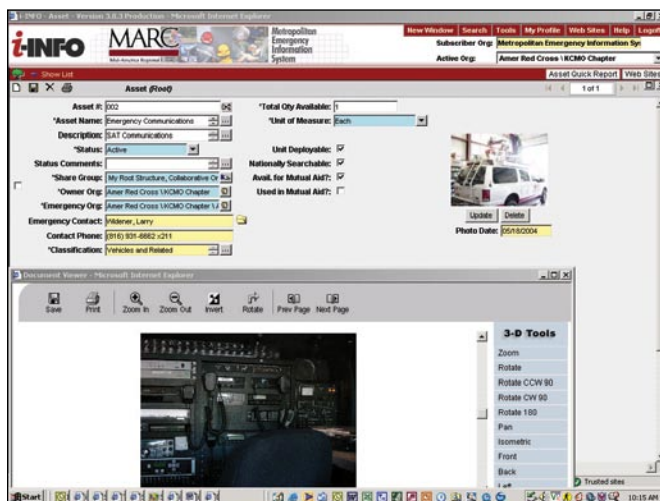 i-INFO - Asset - Version 3.0.3 Production - Microsoft Internet Explorer
New Window Search Tools My Profile Web Sites Help Logoff
i-INFO
MARC
Metropolitan
Emergency
Information
System
Subscriber Org: Metropolitan Emergency Information Sy
Active Org: Amer Red Cross \ KCMO Chapter
Show List
Asset Quick Report Web Sites
Asset (Root)
1 of 1
Asset #: 002
*Total Qty Available: 1
*Asset Name: Emergency Communications
*Unit of Measure: Each
Description: SAT Communications
*Status: Active
Unit Deployable:
Status Comments:
Nationally Searchable:
*Share Group: My Root Structure, Collaborative Or
Avail. for Mutual Aid?:
*Owner Org: Amer Red Cross \ KCMO Chapter
Used in Mutual Aid?:
*Emergency Org: Amer Red Cross \ KCMO Chapter \
Update Delete
Emergency Contact: Widener, Larry
Photo Date: 05/18/2004
Contact Phone: (816) 931-6662 x211
*Classification: Vehicles and Related
Document Viewer - Microsoft Internet Explorer
Save Print Zoom In Zoom Out Invert Rotate Prev Page Next Page
3-D Tools
Zoom
Rotate
Rotate CCW 90
Rotate CW 90
Rotate 180
Pan
Isometric
Front
Back
Left
Trusted sites
Start
10:15 AM